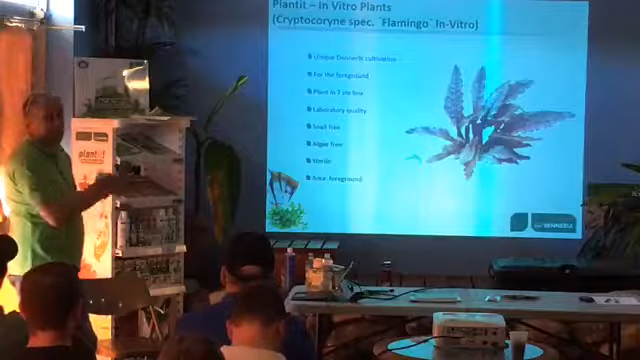 Plantit – In Vitro Plants
(Cryptocoryne spec. ´Flamingo` In-Vitro)
Unique Dennerle cultivation
For the foreground
Plant in 7 cm box
Laboratory quality
Snail free
Algae free
Sterile
Area: foreground
DENNERLE
plantit!